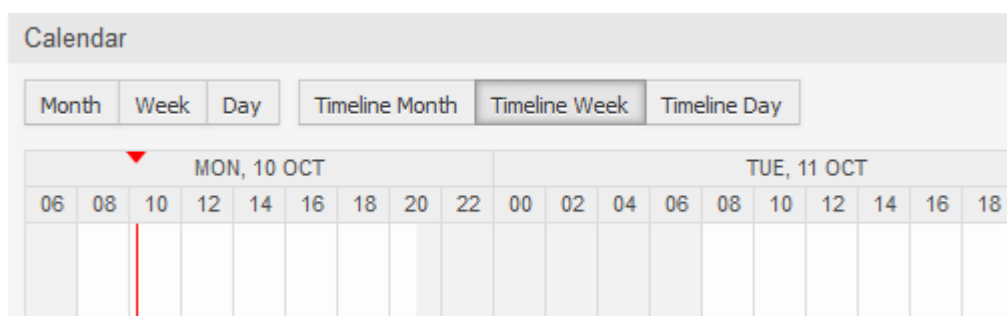 Calendar
Month Week Day Timeline Month Timeline Week Timeline Day
MON, 10 OCT TUE, 11 OCT
06 08 10 12 14 16 18 20 22 00 02 04 06 08 10 12 14 16 18